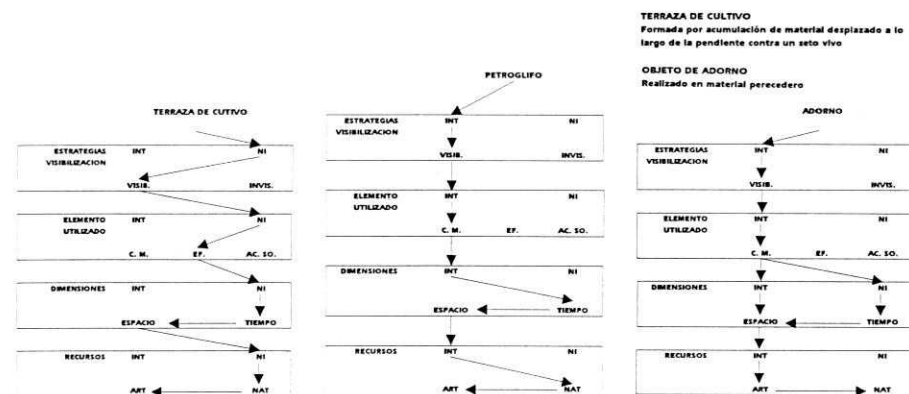 TERRAZA DE CULTIVO
Formada por acumulación de material desplazado a lo
largo de la pendiente contra un seto vivo
OBJETO DE ADORNO
Realizado en material perecedero
TERRAZA DE CUTIVO
ESTRATEGIAS INT NI
VISIBILIZACION
VISIB. INVIS.
ELEMENTO INT NI
UTILIZADO
C. M. EF. AC. SO.
DIMENSIONES INT NI
ESPACIO TIEMPO
RECURSOS INT NI
ART NAT
PETROGLIFO
ESTRATEGIAS INT NI
VISIBILIZACION
VISIB. INVIS.
ELEMENTO INT NI
UTILIZADO
C. M. EF. AC. SO.
DIMENSIONES INT NI
ESPACIO TIEMPO
RECURSOS INT NI
ART NAT
ADORNO
ESTRATEGIAS INT NI
VISIBILIZACION
VISIB. INVIS.
ELEMENTO INT NI
UTILIZADO
C. M. EF. AC. SO.
DIMENSIONES INT NI
ESPACIO TIEMPO
RECURSOS INT NI
ART NAT